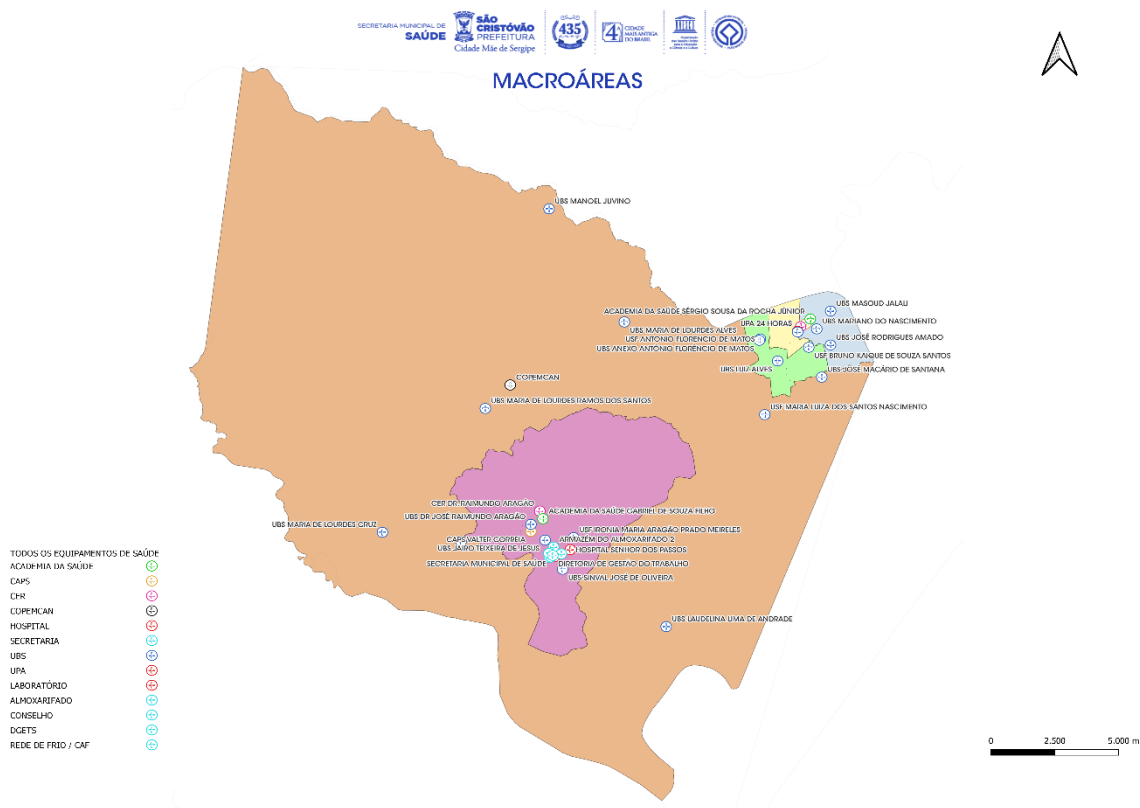 SECRETARIA MUNICIPAL DE
SAÚDE
SÃO
CRISTÓVÃO
PREFEITURA
Cidade Mãe de Sergipe
435
4ª
CIDADE
MAIS ANTIGA
DO BRASIL
MACROÁREAS
UBS MANOEL JUVINO
UBS MASOUD JALALI
ACADEMIA DA SAÚDE SÉRGIO SOUSA DA ROCHA JÚNIOR
UPA 24 HORAS
UBS MARIANO DO NASCIMENTO
UBS MARIA DE LOURDES ALVES
USF ANTONIO FLORENCIO DE MATOS
UBS JOSÉ RODRIGUES AMADO
UBS ANEXO ANTONIO FLORENCIO DE MATOS
USF BRUNO KAIQUE DE SOUZA SANTOS
UBS LUIZ ALVES
UBS JOSÉ MACÁRIO DE SANTANA
COPEMCAN
UBS MARIA DE LOURDES RAMOS DOS SANTOS
USF MARIA LUIZA DOS SANTOS NASCIMENTO
CER DR. RAIMUNDO ARAGÃO
ACADEMIA DA SAÚDE GABRIEL DE SOUZA FILHO
UBS DR JOSÉ RAIMUNDO ARAGÃO
UBS MARIA DE LOURDES CRUZ
USF IRONIA MARIA ARAGÃO PRADO MEIRELES
CAPS VALTER CORREIA
ARMAZEM DO ALMOXARIFADO 2
UBS JAIRO TEIXEIRA DE JESUS
HOSPITAL SENHOR DOS PASSOS
SECRETARIA MUNICIPAL DE SAÚDE
DIRETORIA DE GESTÃO DO TRABALHO
UBS SINVAL JOSÉ DE OLIVEIRA
UBS LAUDELINA LIMA DE ANDRADE
TODOS OS EQUIPAMENTOS DE SAÚDE
ACADEMIA DA SAÚDE
CAPS
CER
COPEMCAN
HOSPITAL
SECRETARIA
UBS
UPA
LABORATÓRIO
ALMOXARIFADO
CONSELHO
DGETS
REDE DE FRIO / CAF
0 2.500 5.000 m